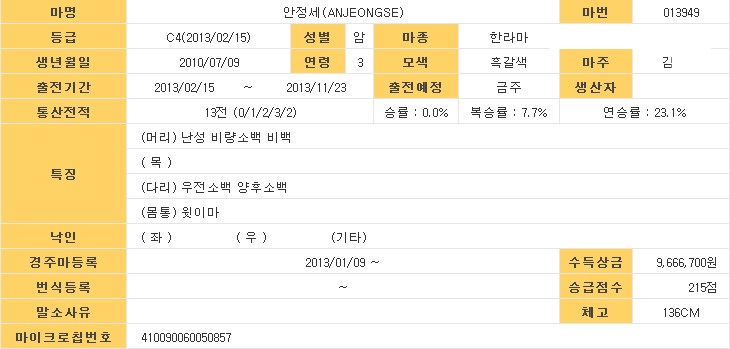 마명 안정세(ANJEONGSE) 마번 013949
등급 C4(2013/02/15) 성별 암 마종 한라마
생년월일 2010/07/09 연령 3 모색 흑갈색 마주 김
출전기간 2013/02/15 ~ 2013/11/23 출전예정 금주 생산자
통산전적 13전 (0/1/2/3/2) 승률 : 0.0% 복승률 : 7.7% 연승률 : 23.1%
특징 (머리) 난성 비량소백 비백
( 목 )
(다리) 우전소백 양후소백
(몸통) 윗이마
낙인 ( 좌 ) ( 우 ) (기타)
경주마등록 2013/01/09 ~ 수득상금 9,666,700원
번식등록 ~ 승급점수 215점
말소사유 체고 136CM
마이크로칩번호 410090060050857